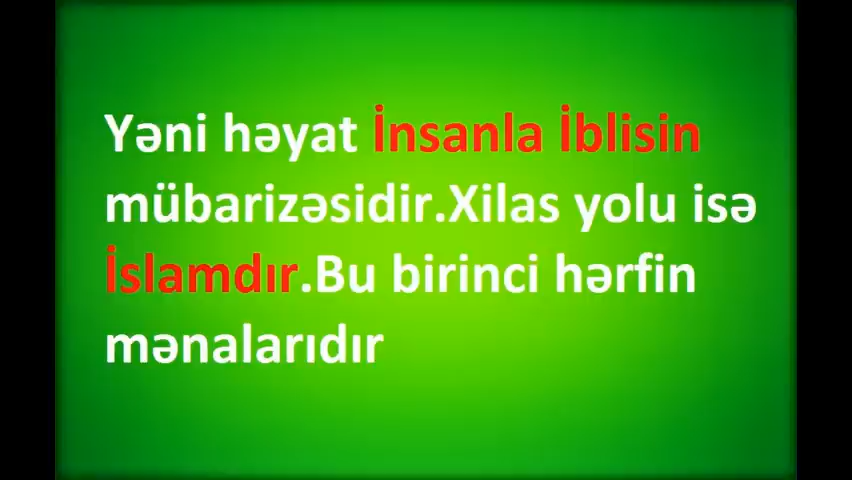 Yəni həyat İnsanla İblisin
mübarizəsidir.Xilas yolu isə
İslamdır.Bu birinci hərfin
mənalarıdır